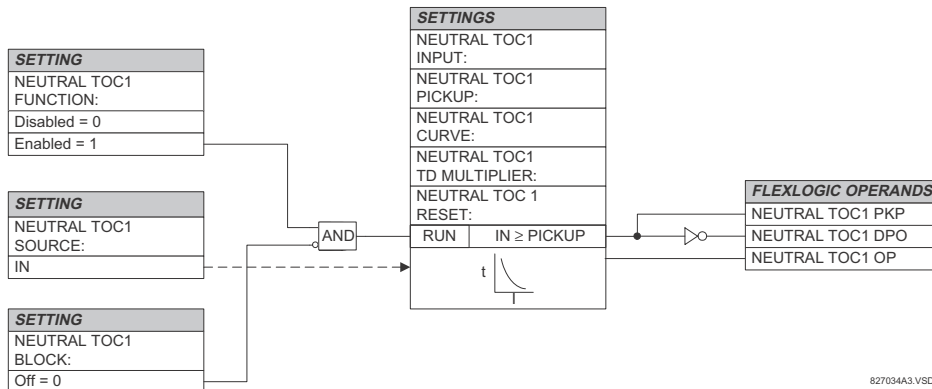 SETTING
NEUTRAL TOC1
FUNCTION:
Disabled = 0
Enabled = 1
SETTING
NEUTRAL TOC1
SOURCE:
IN
SETTING
NEUTRAL TOC1
BLOCK:
Off = 0
AND
SETTINGS
NEUTRAL TOC1
INPUT:
NEUTRAL TOC1
PICKUP:
NEUTRAL TOC1
CURVE:
NEUTRAL TOC1
TD MULTIPLIER:
NEUTRAL TOC 1
RESET:
RUN IN ≥ PICKUP
t
I
FLEXLOGIC OPERANDS
NEUTRAL TOC1 PKP
NEUTRAL TOC1 DPO
NEUTRAL TOC1 OP
827034A3.VSD